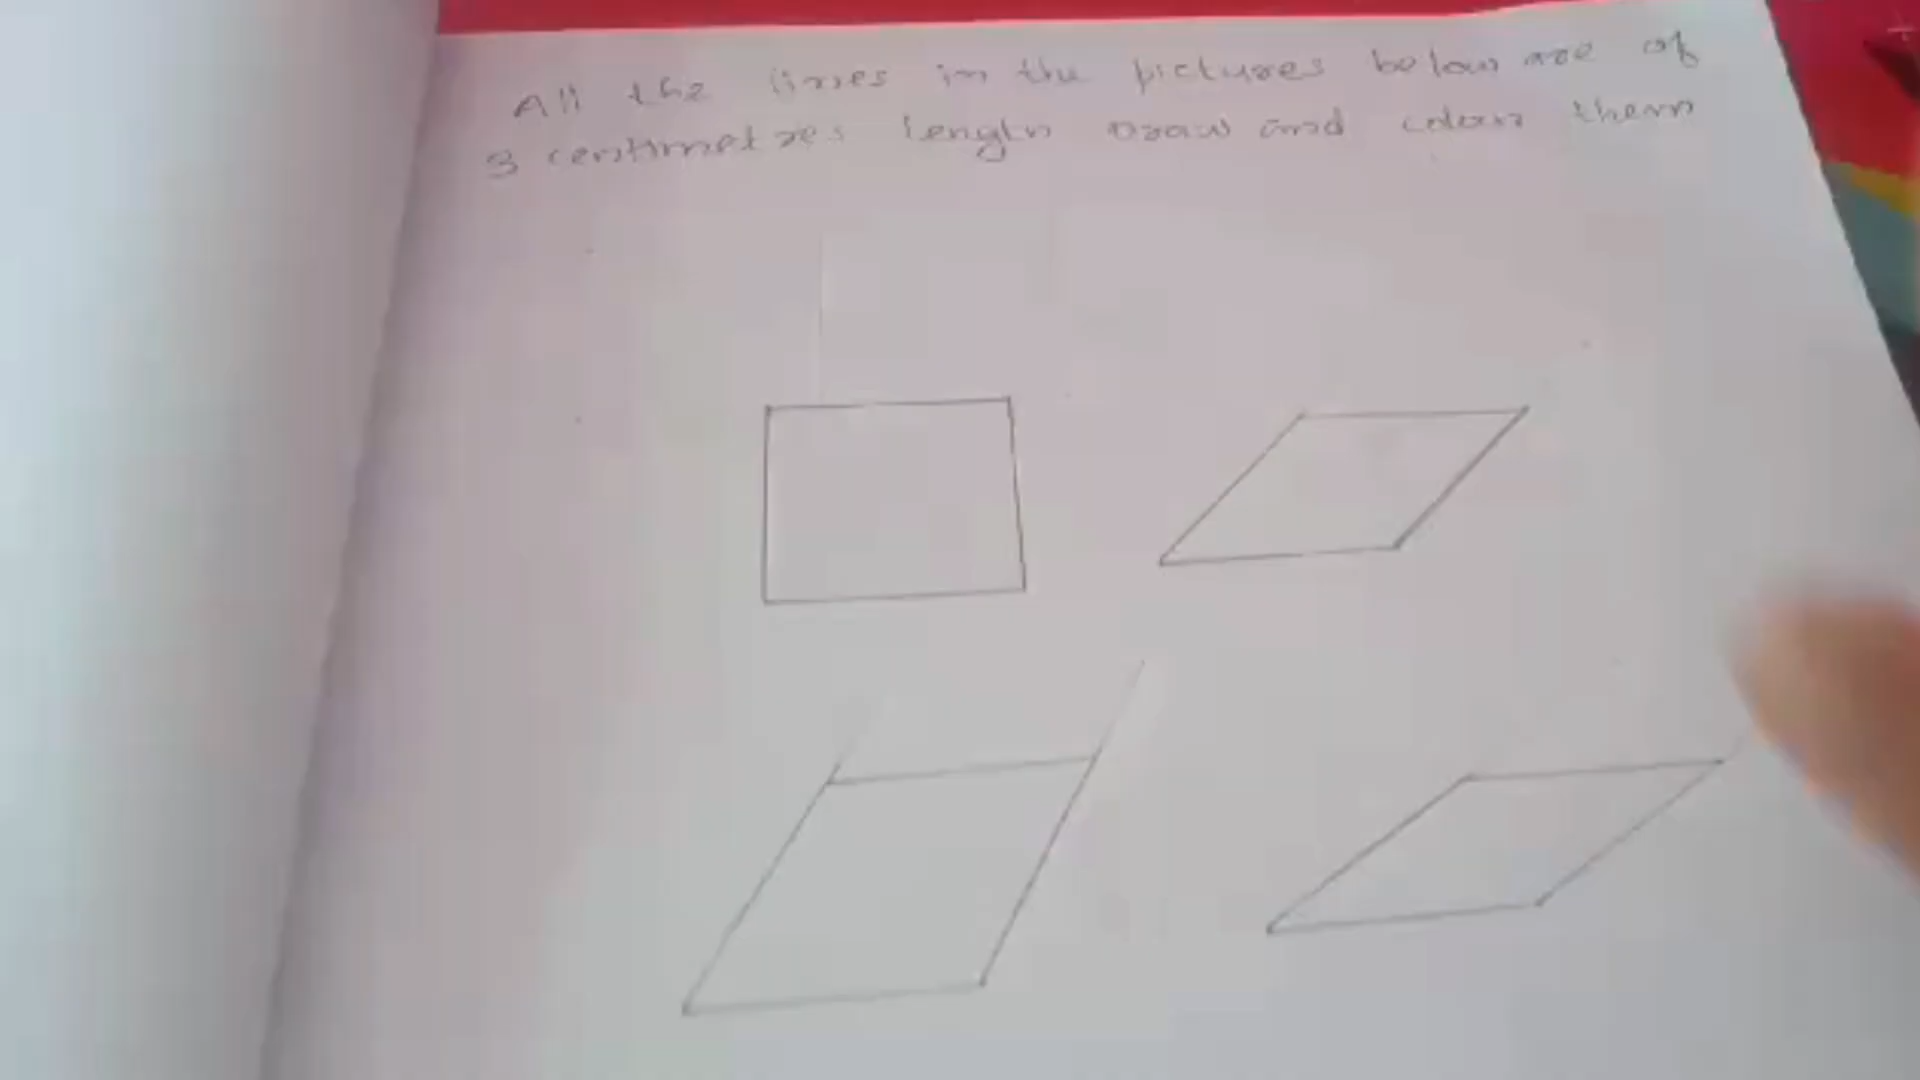 All the lines in the pictures below are of
3 centimetres length Draw and colour them